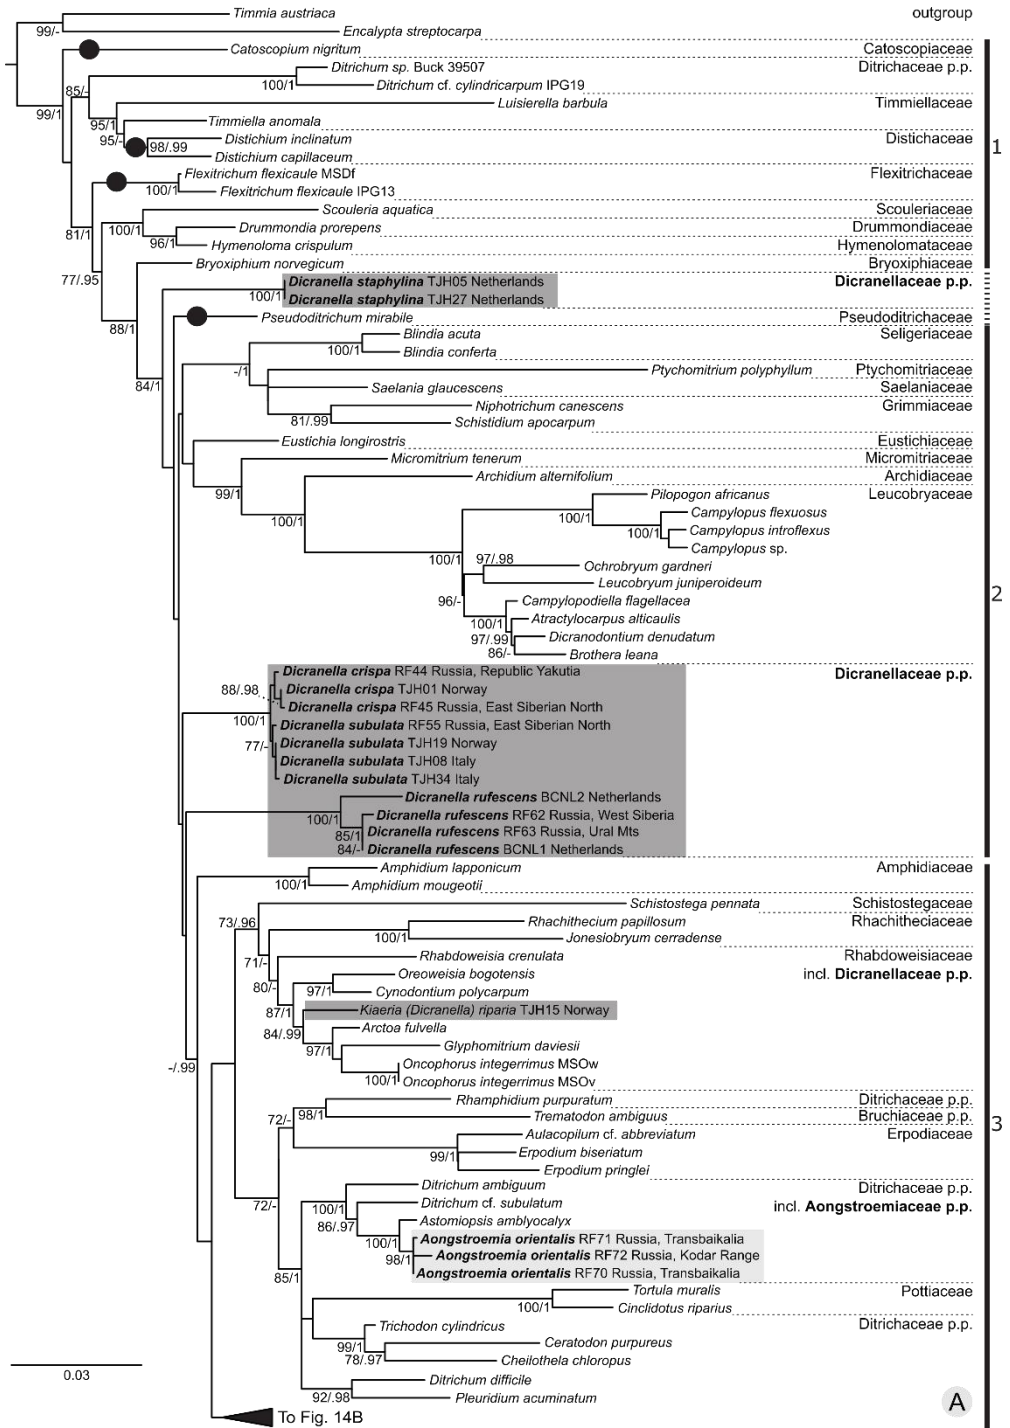 Timmia austriaca outgroup
99/-
Encalypta streptocarpa
Catoscopium nigritum Catoscopiaceae
Ditrichum sp. Buck 39507 Ditrichaceae p.p.
100/1 Ditrichum cf. cylindricarpum IPG19
85/-
99/1
Luisierella barbula Timmiellaceae
95/1
Timmiella anomala
95/-
Distichium inclinatum Distichaceae
98/.99
1
Distichium capillaceum
Flexitrichum flexicaule MSDf Flexitrichaceae
100/1 Flexitrichum flexicaule IPG13
Scouleria aquatica Scouleriaceae
81/1
100/1 Drummondia prorepens Drummondiaceae
96/1 Hymenoloma crispulum Hymenolomataceae
Bryoxiphium norvegicum Bryoxiphiaceae
77/.95
Dicranella staphylina TJH05 Netherlands Dicranellaceae p.p.
100/1 Dicranella staphylina TJH27 Netherlands
Pseudoditrichum mirabile Pseudoditrichaceae
88/1
Blindia acuta Seligeriaceae
100/1 Blindia conferta
-/1
Ptychomitrium polyphyllum Ptychomitriaceae
84/1
Saelania glaucescens Saelaniaceae
Niphotrichum canescens Grimmiaceae
81/.99 Schistidium apocarpum
Eustichia longirostris Eustichiaceae
Micromitrium tenerum Micromitriaceae
Archidium alternifolium Archidiaceae
99/1
Pilopogon africanus Leucobryaceae
100/1
100/1 Campylopus flexuosus
100/1 Campylopus introflexus
Campylopus sp.
100/1
97/.98
Ochrobryum gardneri
Leucobryum juniperoideum
96/-
Campylopodiella flagellacea
2
100/1 Atractylocarpus alticaulis
97/.99 Dicranodontium denudatum
86/- Brothera leana
Dicranella crispa RF44 Russia, Republic Yakutia Dicranellaceae p.p.
88/.98
Dicranella crispa TJH01 Norway
Dicranella crispa RF45 Russia, East Siberian North
100/1
Dicranella subulata RF55 Russia, East Siberian North
77/-
Dicranella subulata TJH19 Norway
Dicranella subulata TJH08 Italy
Dicranella subulata TJH34 Italy
Dicranella rufescens BCNL2 Netherlands
100/1 Dicranella rufescens RF62 Russia, West Siberia
85/1 Dicranella rufescens RF63 Russia, Ural Mts
84/- Dicranella rufescens BCNL1 Netherlands
Amphidium lapponicum Amphidiaceae
100/1 Amphidium mougeotii
Schistostega pennata Schistostegaceae
73/.96
Rhachithecium papillosum Rhachitheciaceae
100/1 Jonesiobryum cerradense
71/-
Rhabdoweisia crenulata Rhabdoweisiaceae
80/-
Oreoweisia bogotensis incl. Dicranellaceae p.p.
97/1 Cynodontium polycarpum
87/1
Kiaeria (Dicranella) riparia TJH15 Norway
84/.99
Arctoa fulvella
97/1 Glyphomitrium daviesii
-/.99
Oncophorus integerrimus MSOw
100/1 Oncophorus integerrimus MSOv
Rhamphidium purpuratum Ditrichaceae p.p.
72/-
98/1
Trematodon ambiguus Bruchiaceae p.p.
3
Aulacopilum cf. abbreviatum Erpodiaceae
99/1 Erpodium biseriatum
Erpodium pringlei
Ditrichum ambiguum Ditrichaceae p.p.
72/-
100/1 Ditrichum cf. subulatum incl. Aongstroemiaceae p.p.
86/.97 Astomiopsis amblyocalyx
100/1
Aongstroemia orientalis RF71 Russia, Transbaikalia
98/1 Aongstroemia orientalis RF72 Russia, Kodar Range
Aongstroemia orientalis RF70 Russia, Transbaikalia
85/1
Tortula muralis Pottiaceae
100/1 Cinclidotus riparius
Trichodon cylindricus Ditrichaceae p.p.
99/1 Ceratodon purpureus
78/.97 Cheilothela chloropus
0.03
Ditrichum difficile
92/.98 Pleuridium acuminatum
A
To Fig. 14B